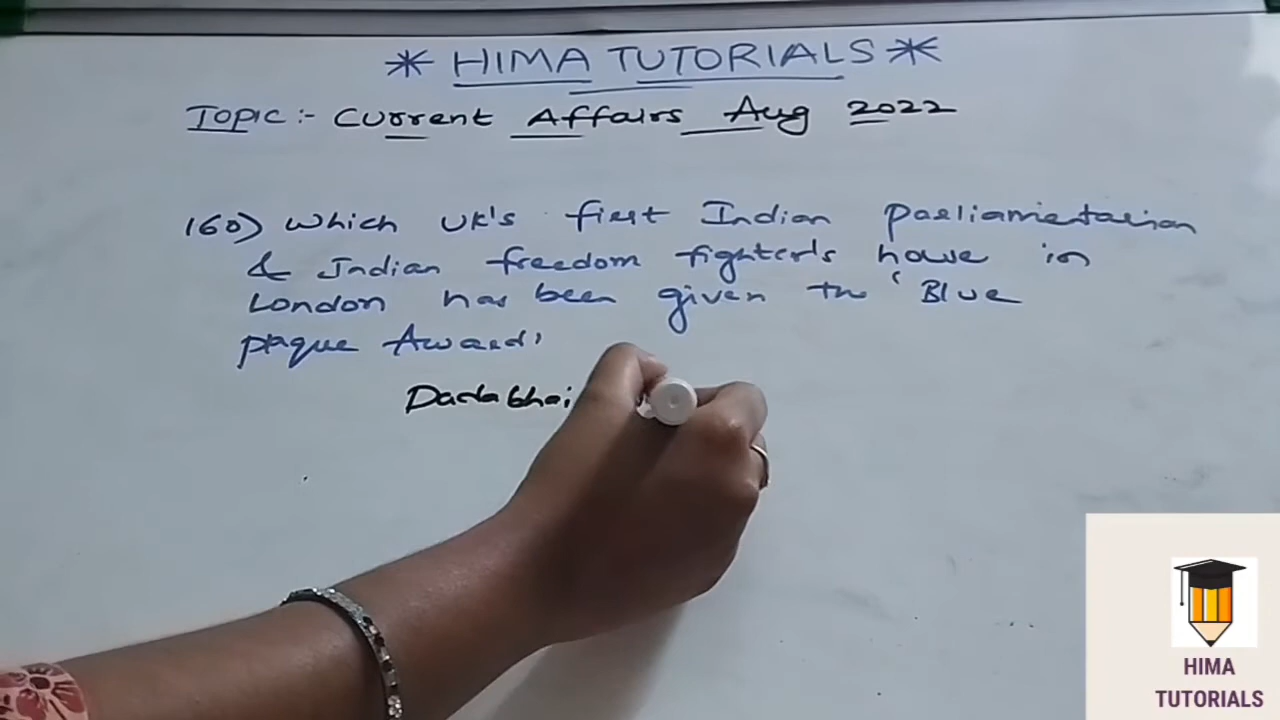 * HIMA TUTORIALS *
Topic:- Current Affairs Aug 2022
160) Which UK's first Indian parliamentarian
& Indian freedom fighter's house in
London has been given the 'Blue
plaque Award'
Dadabhai
HIMA
TUTORIALS